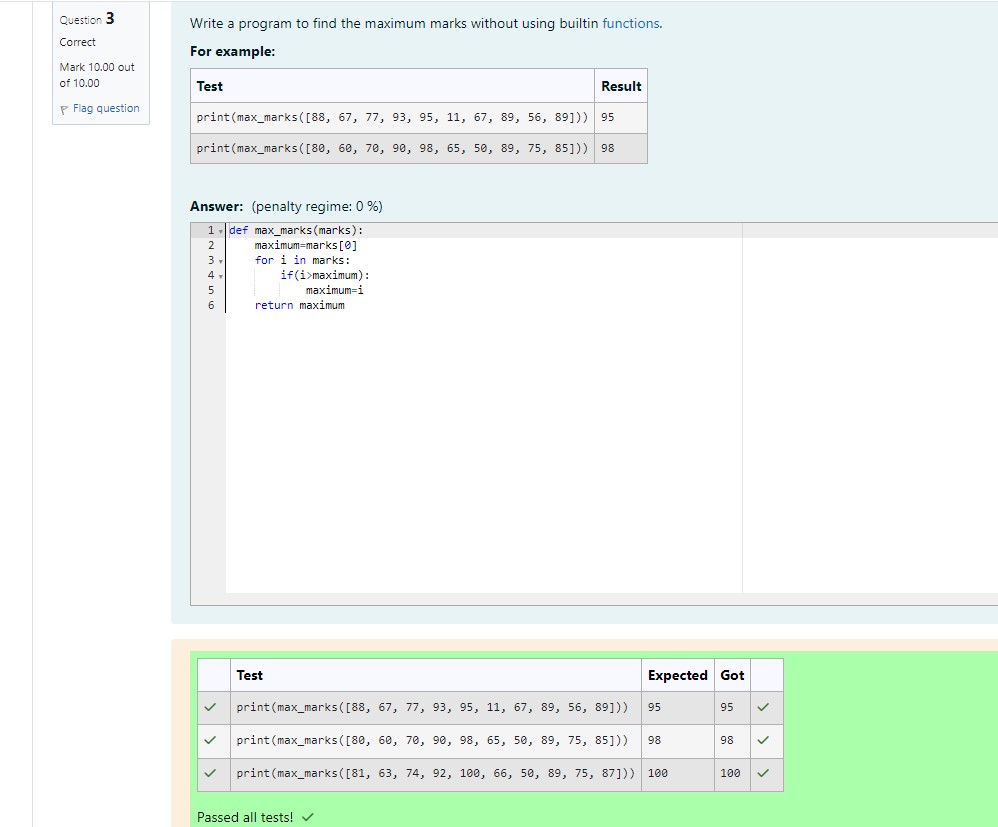 Question 3
Correct
Mark 10.00 out
of 10.00
Flag question
Write a program to find the maximum marks without using builtin functions.
For example:
Test Result
print(max_marks([88, 67, 77, 93, 95, 11, 67, 89, 56, 89])) 95
print(max_marks([80, 60, 70, 90, 98, 65, 50, 89, 75, 85])) 98
Answer: (penalty regime: 0 %)
1 def max_marks(marks):
2     maximum=marks[0]
3     for i in marks:
4         if(i>maximum):
5             maximum=i
6     return maximum
Test Expected Got
print(max_marks([88, 67, 77, 93, 95, 11, 67, 89, 56, 89])) 95 95
print(max_marks([80, 60, 70, 90, 98, 65, 50, 89, 75, 85])) 98 98
print(max_marks([81, 63, 74, 92, 100, 66, 50, 89, 75, 87])) 100 100
Passed all tests!